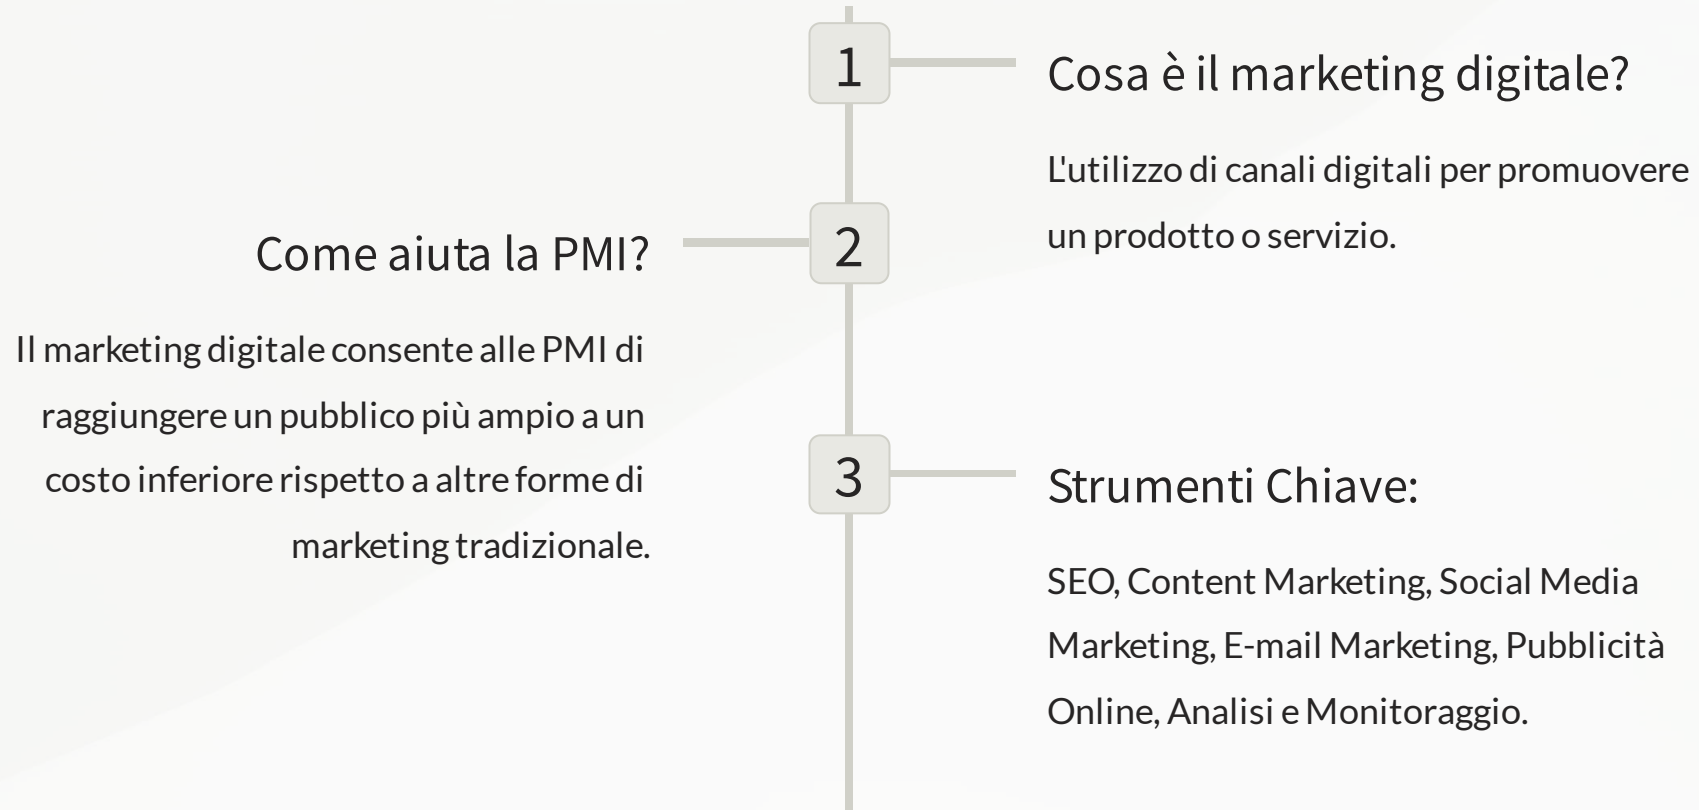 1
Cosa è il marketing digitale?
L'utilizzo di canali digitali per promuovere
un prodotto o servizio.
2
Come aiuta la PMI?
Il marketing digitale consente alle PMI di
raggiungere un pubblico più ampio a un
costo inferiore rispetto a altre forme di
marketing tradizionale.
3
Strumenti Chiave:
SEO, Content Marketing, Social Media
Marketing, E-mail Marketing, Pubblicità
Online, Analisi e Monitoraggio.